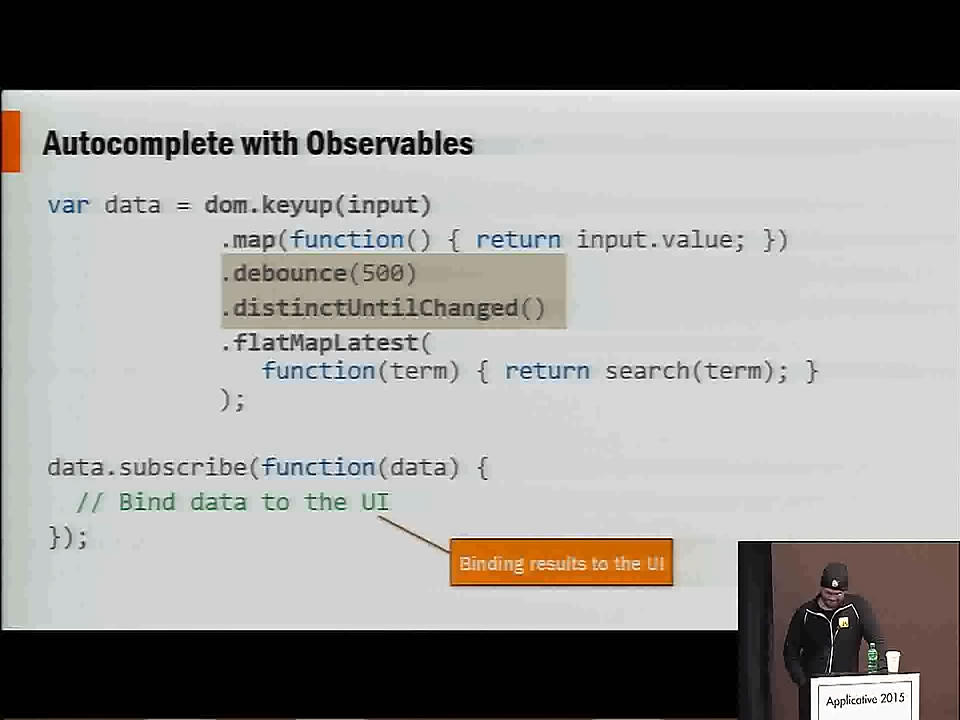 Autocomplete with Observables
var data = dom.keyup(input)
.map(function() { return input.value; })
.debounce(500)
.distinctUntilChanged()
.flatMapLatest(
function(term) { return search(term); }
);
data.subscribe(function(data) {
// Bind data to the UI
});
Binding results to the UI
Applicative 2015